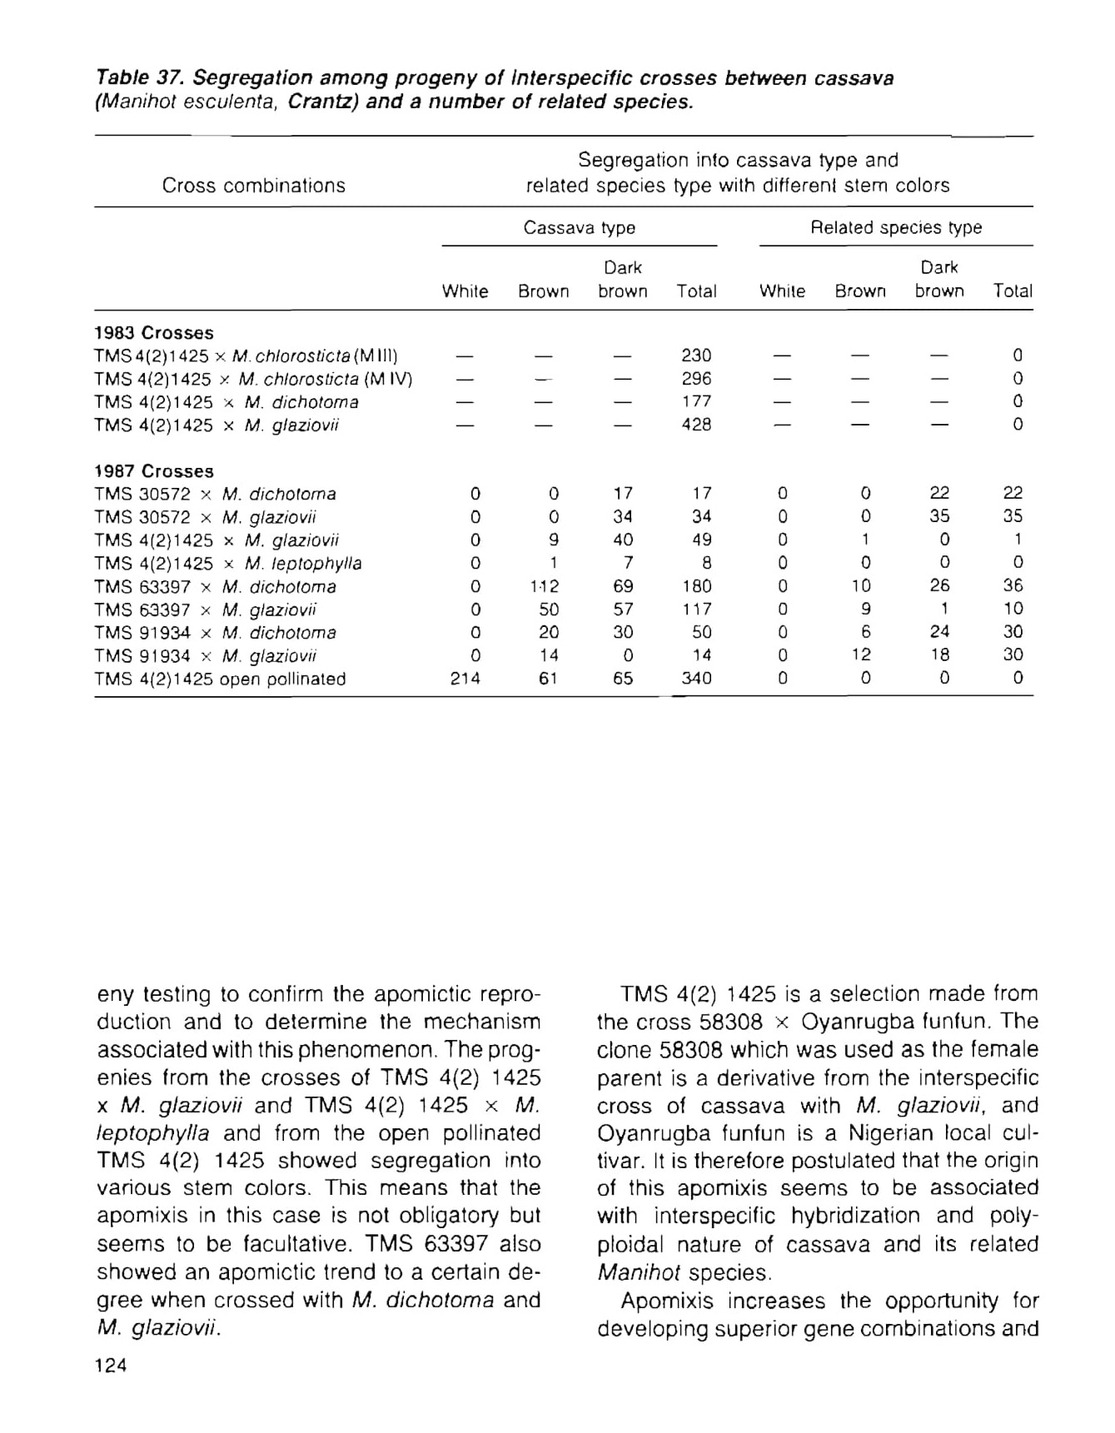 Table 37. Segregation among progeny of interspecific crosses between cassava
(Manihot esculenta, Crantz) and a number of related species.
Cross combinations
Segregation into cassava type and
related species type with different stem colors
Cassava type Related species type
White Brown Dark brown Total White Brown Dark brown Total
1983 Crosses
TMS 4(2)1425 × M. chlorosticta (M III) — — — 230 — — — 0
TMS 4(2)1425 × M. chlorosticta (M IV) — — — 296 — — — 0
TMS 4(2)1425 × M. dichotoma — — — 177 — — — 0
TMS 4(2)1425 × M. glaziovii — — — 428 — — — 0
1987 Crosses
TMS 30572 × M. dichotoma 0 0 17 17 0 0 22 22
TMS 30572 × M. glaziovii 0 0 34 34 0 0 35 35
TMS 4(2)1425 × M. glaziovii 0 9 40 49 0 1 0 1
TMS 4(2)1425 × M. leptophylla 0 1 7 8 0 0 0 0
TMS 63397 × M. dichotoma 0 112 69 180 0 10 26 36
TMS 63397 × M. glaziovii 0 50 57 117 0 9 1 10
TMS 91934 × M. dichotoma 0 20 30 50 0 6 24 30
TMS 91934 × M. glaziovii 0 14 0 14 0 12 18 30
TMS 4(2)1425 open pollinated 214 61 65 340 0 0 0 0
eny testing to confirm the apomictic repro-
duction and to determine the mechanism
associated with this phenomenon. The prog-
enies from the crosses of TMS 4(2) 1425
x M. glaziovii and TMS 4(2) 1425 × M.
leptophylla and from the open pollinated
TMS 4(2) 1425 showed segregation into
various stem colors. This means that the
apomixis in this case is not obligatory but
seems to be facultative. TMS 63397 also
showed an apomictic trend to a certain de-
gree when crossed with M. dichotoma and
M. glaziovii.
TMS 4(2) 1425 is a selection made from
the cross 58308 × Oyanrugba funfun. The
clone 58308 which was used as the female
parent is a derivative from the interspecific
cross of cassava with M. glaziovii, and
Oyanrugba funfun is a Nigerian local cul-
tivar. It is therefore postulated that the origin
of this apomixis seems to be associated
with interspecific hybridization and poly-
ploidal nature of cassava and its related
Manihot species.
Apomixis increases the opportunity for
developing superior gene combinations and
124